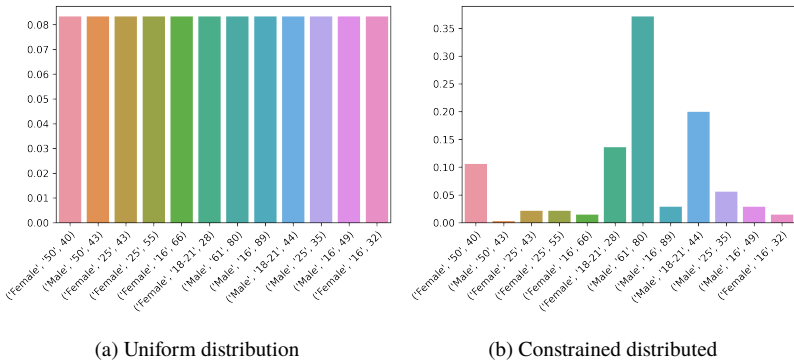 0.08
0.07
0.06
0.05
0.04
0.03
0.02
0.01
0.00
('Female', '50', 40)
('Male', '50', 43)
('Female', '25', 43)
('Female', '25', 55)
('Female', '16', 66)
('Female', '18-21', 28)
('Male', '61', 80)
('Male', '16', 89)
('Male', '18-21', 44)
('Male', '25', 35)
('Male', '16', 49)
('Female', '16', 32)
(a) Uniform distribution
0.35
0.30
0.25
0.20
0.15
0.10
0.05
0.00
('Female', '50', 40)
('Male', '50', 43)
('Female', '25', 43)
('Female', '25', 55)
('Female', '16', 66)
('Female', '18-21', 28)
('Male', '61', 80)
('Male', '16', 89)
('Male', '18-21', 44)
('Male', '25', 35)
('Male', '16', 49)
('Female', '16', 32)
(b) Constrained distributed